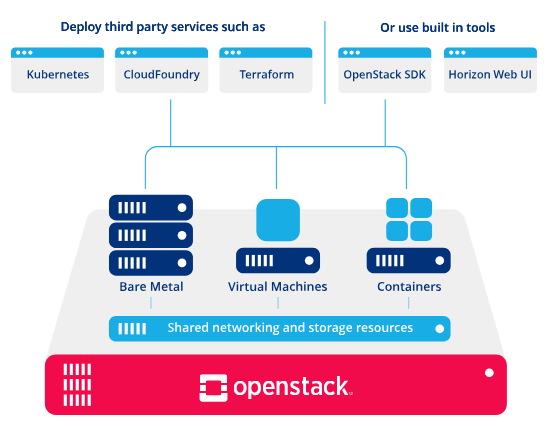 Deploy third party services such as
Or use built in tools
Kubernetes
CloudFoundry
Terraform
OpenStack SDK
Horizon Web UI
Bare Metal
Virtual Machines
Containers
Shared networking and storage resources
openstack